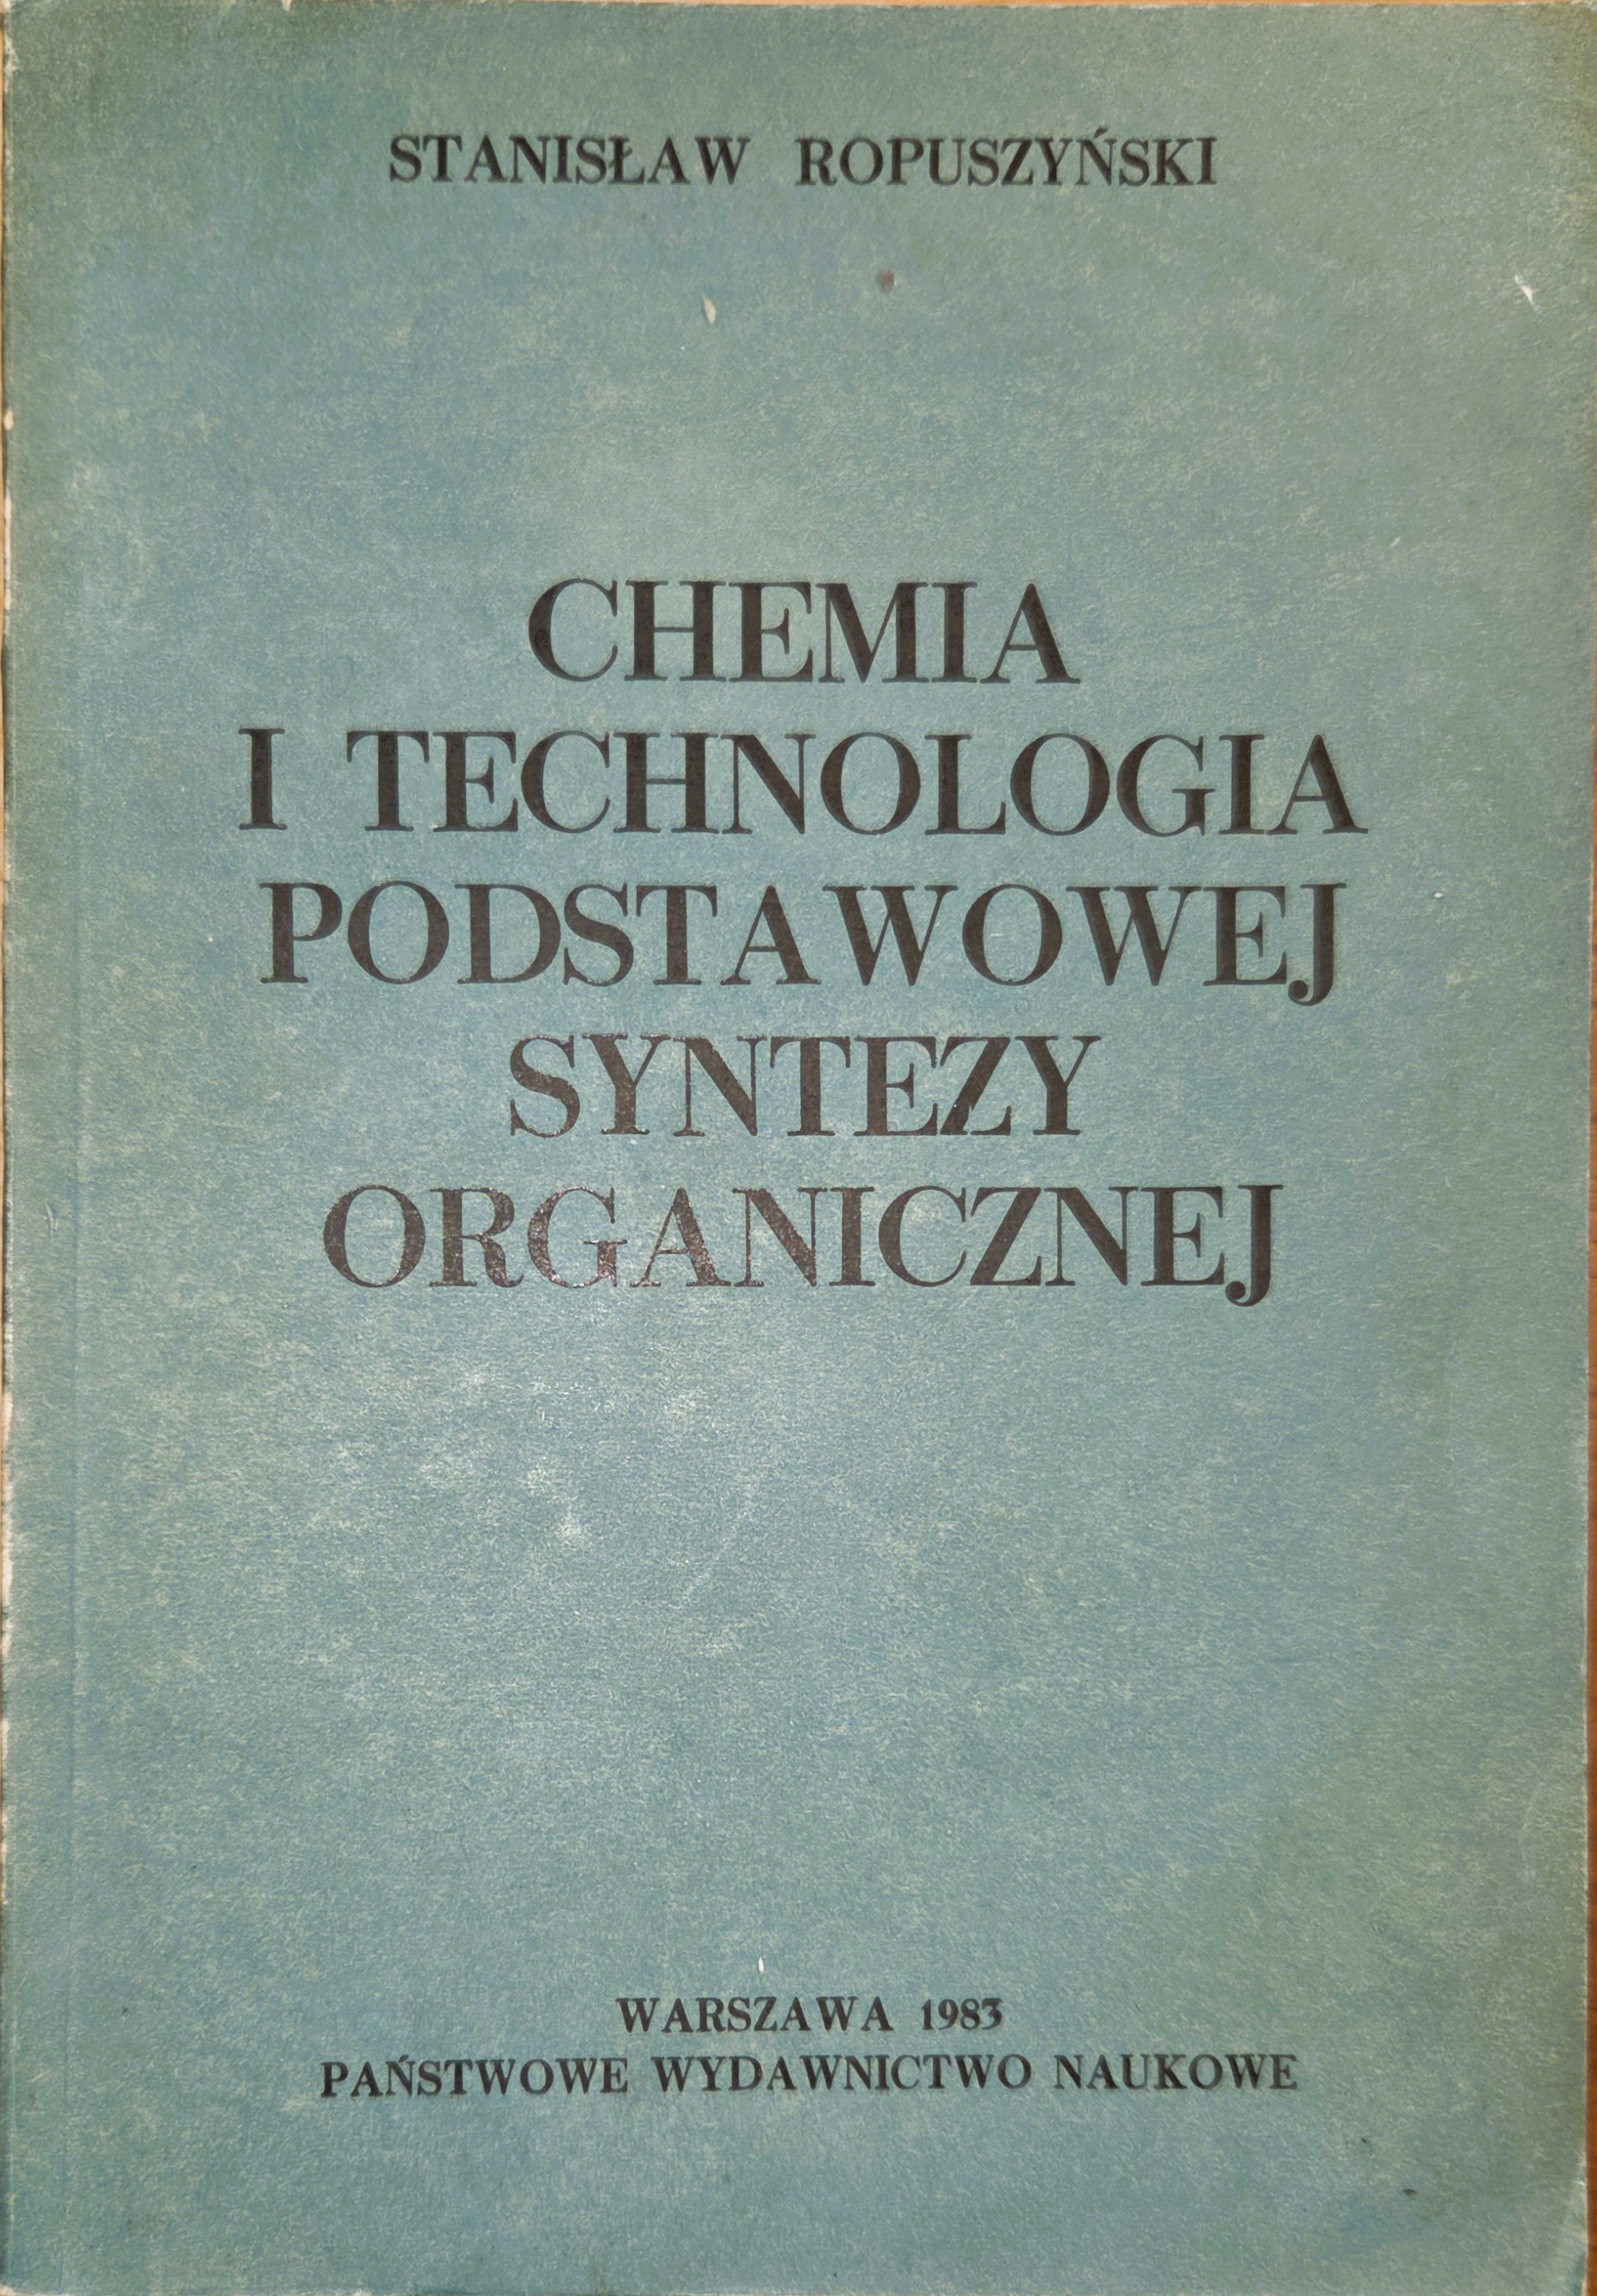 STANISŁAW ROPUSZYŃSKI
CHEMIA
I TECHNOLOGIA
PODSTAWOWEJ
SYNTEZY
ORGANICZNEJ
WARSZAWA 1983
PAŃSTWOWE WYDAWNICTWO NAUKOWE